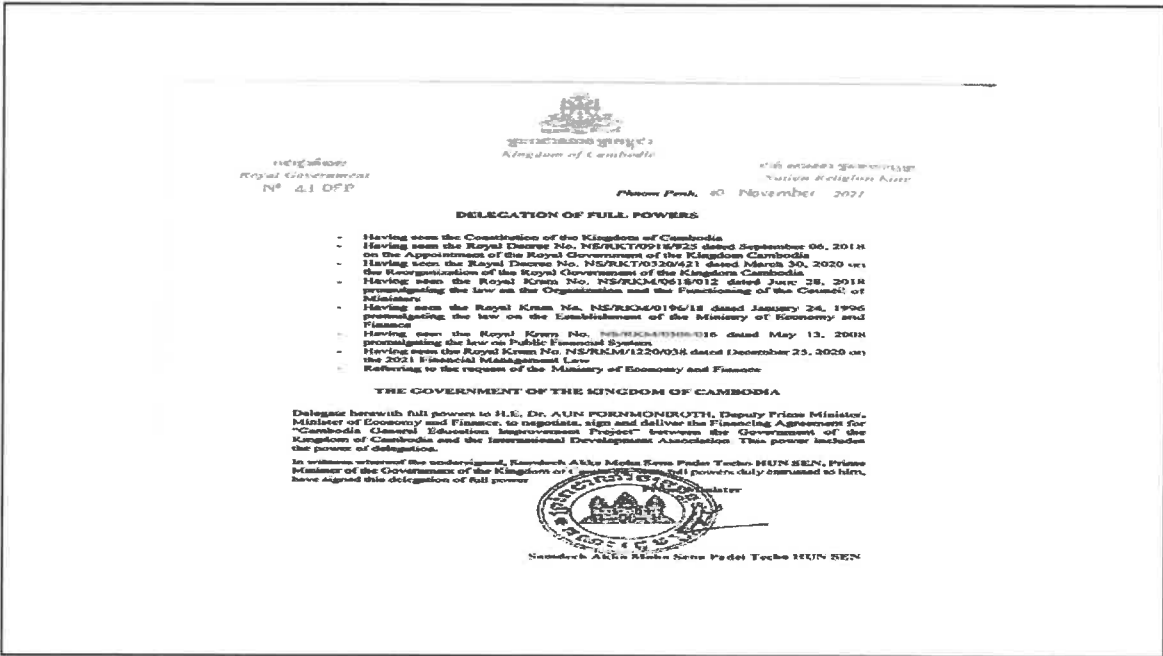 Kingdom of Cambodia
Royal Government
Nation Religion King
Nº 41 DFP
Phnom Penh, November 2021
DELEGATION OF FULL POWERS
- Having seen the Constitution of the Kingdom of Cambodia
- Having seen the Royal Decree No. NS/RKT/0918/925 dated September 06, 2018
on the Appointment of the Royal Government of the Kingdom Cambodia
- Having seen the Royal Decree No. NS/RKT/0320/421 dated March 30, 2020 on
the Reorganization of the Royal Government of the Kingdom Cambodia
- Having seen the Royal Kram No. NS/RKM/0618/012 dated June 28, 2018
promulgating the law on the Organization and the Functioning of the Council of
Ministers
- Having seen the Royal Kram No. NS/RKM/0196/18 dated January 24, 1996
promulgating the law on the Establishment of the Ministry of Economy and
Finance
- Having seen the Royal Kram No. dated May 13, 2008
promulgating the law on Public Financial System
- Having seen the Royal Kram No. NS/RKM/1220/038 dated December 25, 2020 on
the 2021 Financial Management Law
- Referring to the request of the Ministry of Economy and Finance
THE GOVERNMENT OF THE KINGDOM OF CAMBODIA
Delegate herewith full powers to H.E. Dr. AUN PORNMONIROTH, Deputy Prime Minister,
Minister of Economy and Finance, to negotiate, sign and deliver the Financing Agreement for
"Cambodia General Education Improvement Project" between the Government of the
Kingdom of Cambodia and the International Development Association. This power includes
the power of delegation.
In witness whereof the undersigned, Samdech Akka Moha Sena Padei Techo HUN SEN, Prime
Minister of the Government of the Kingdom of full powers duly entrusted to him,
have signed this delegation of full power
Samdech Akka Moha Sena Padei Techo HUN SEN